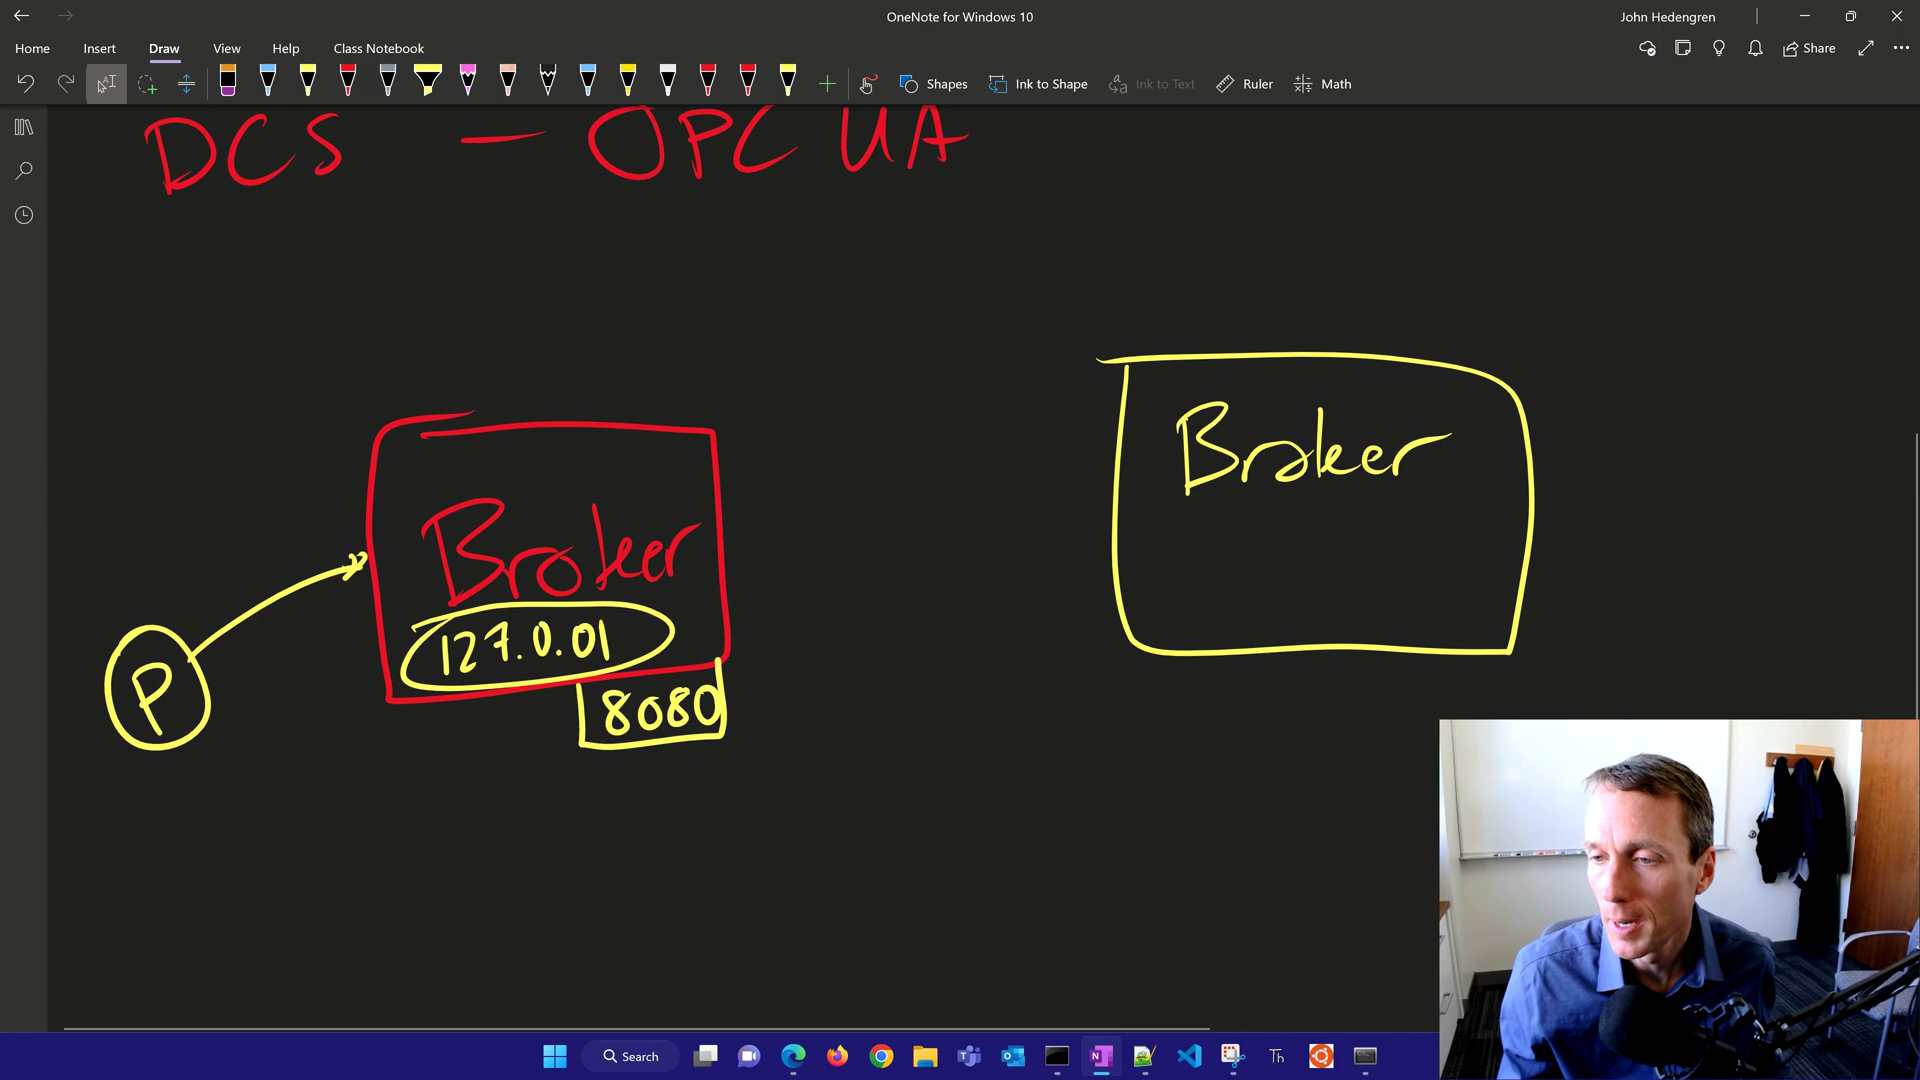 OneNote for Windows 10
John Hedengren
Home Insert Draw View Help Class Notebook
Share
Shapes Ink to Shape Ink to Text Ruler Math
DCS — OPC UA
Broker
Broker
127.0.01
P
8080
Search
Th